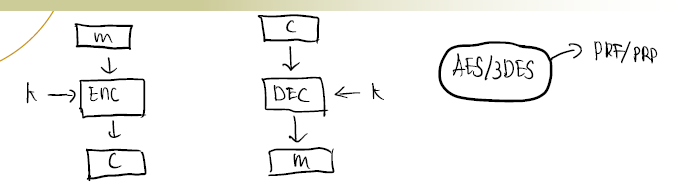 m
k → ENC
C
C
DEC ← k
m
AES/3DES → PRF/PRP